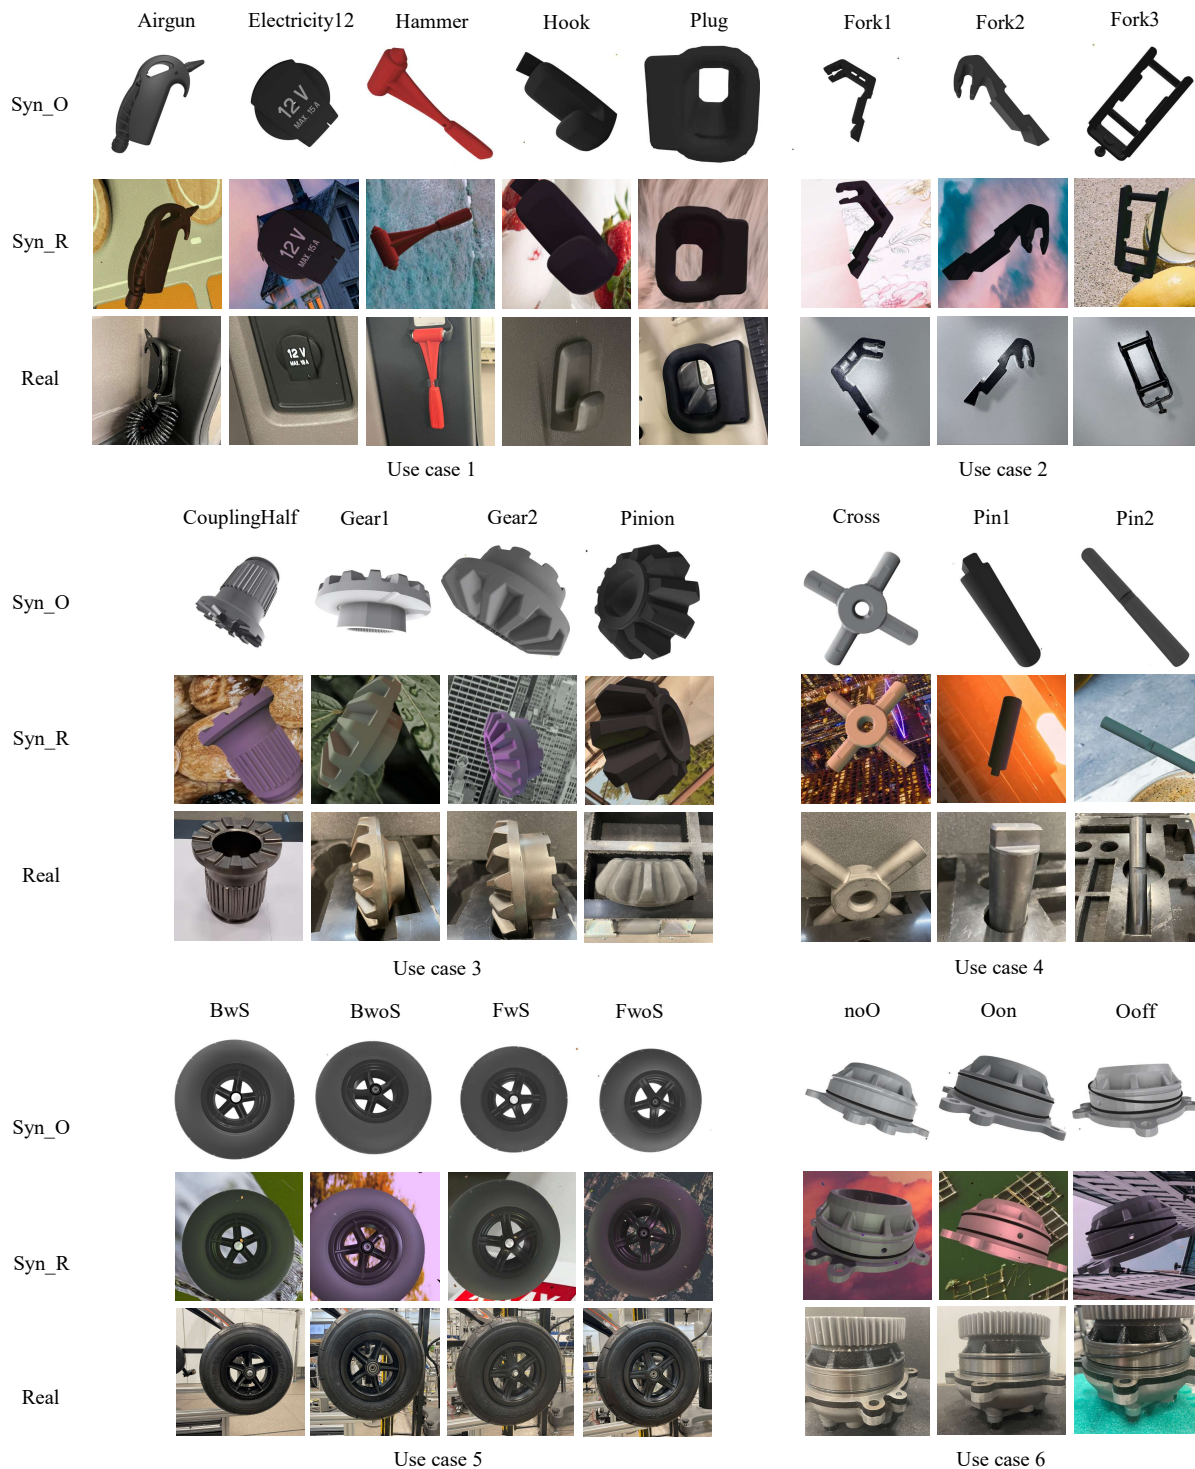 Airgun Electricity12 Hammer Hook Plug Fork1 Fork2 Fork3
Syn_O
12 V
MAX. 15 A
Syn_R
12 V
MAX. 15 A
Real
12 V
MAX. 15 A
Use case 1 Use case 2
CouplingHalf Gear1 Gear2 Pinion Cross Pin1 Pin2
Syn_O
Syn_R
Real
Use case 3 Use case 4
BwS BwoS FwS FwoS noO Oon Ooff
Syn_O
Syn_R
Real
Use case 5 Use case 6